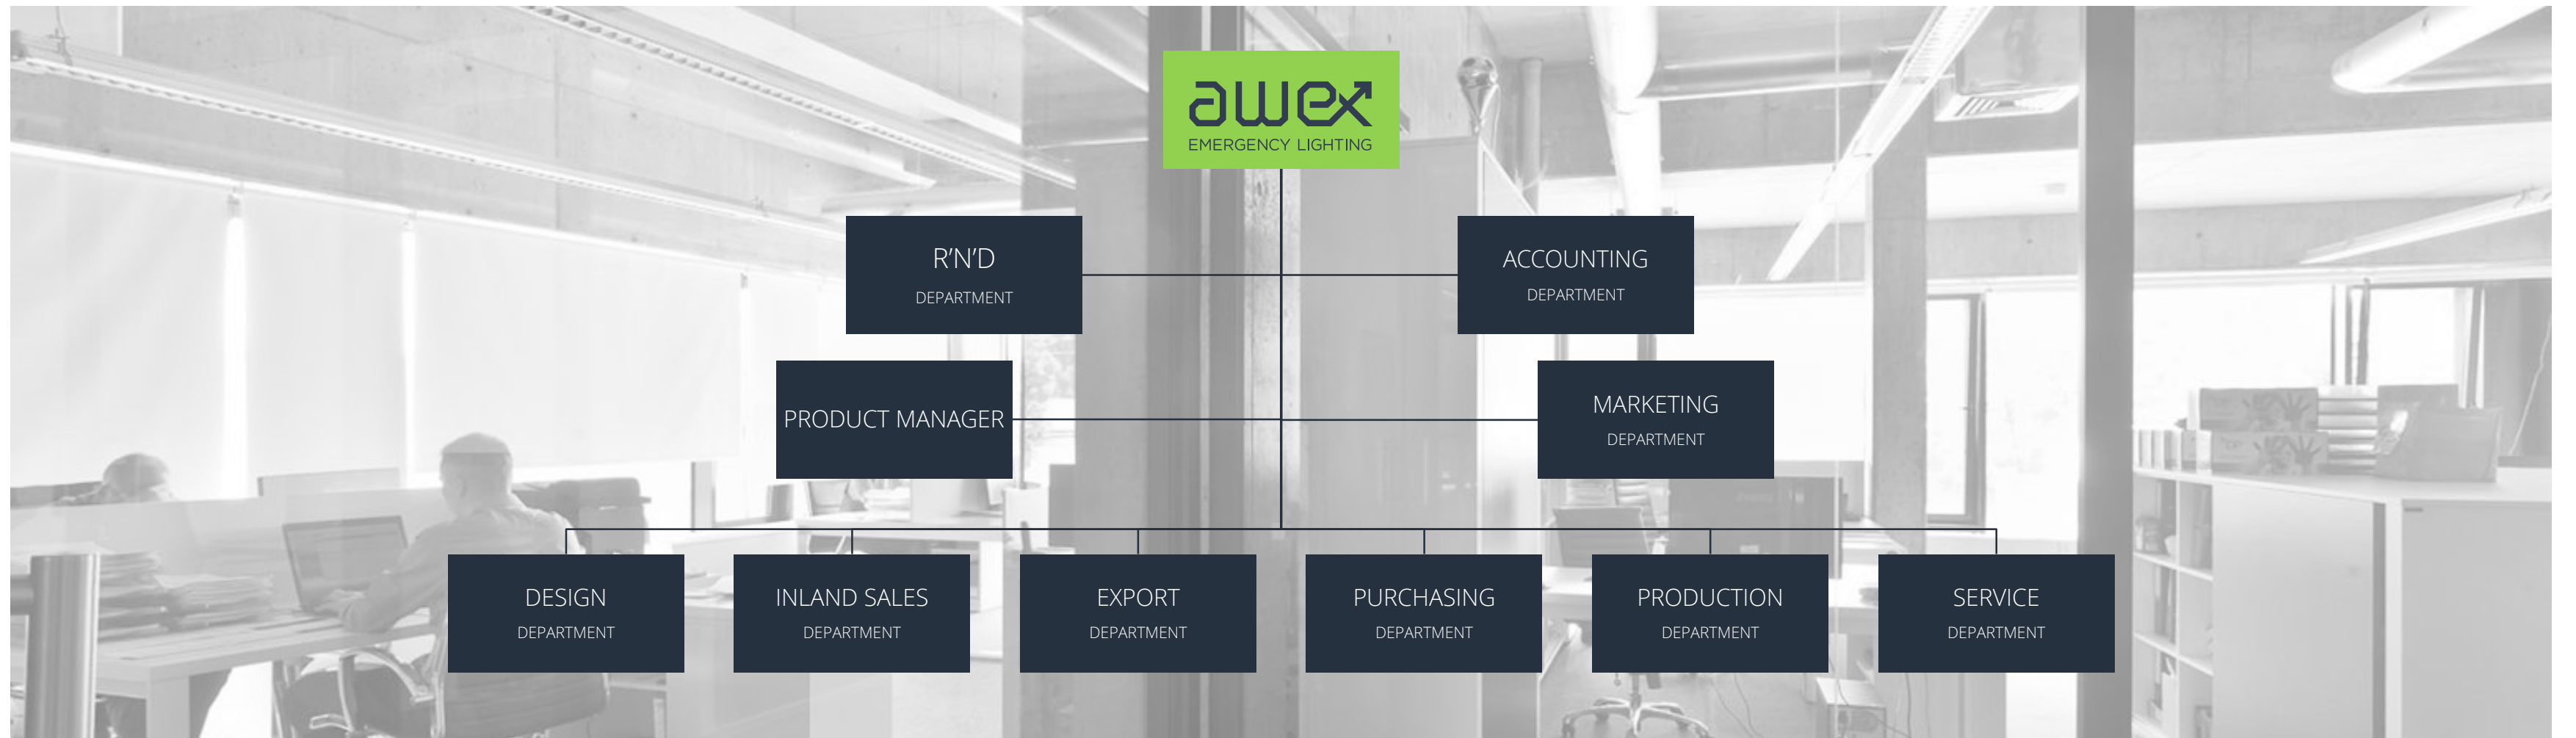 awex
EMERGENCY LIGHTING
R’N’D
DEPARTMENT
ACCOUNTING
DEPARTMENT
PRODUCT MANAGER
MARKETING
DEPARTMENT
DESIGN
DEPARTMENT
INLAND SALES
DEPARTMENT
EXPORT
DEPARTMENT
PURCHASING
DEPARTMENT
PRODUCTION
DEPARTMENT
SERVICE
DEPARTMENT